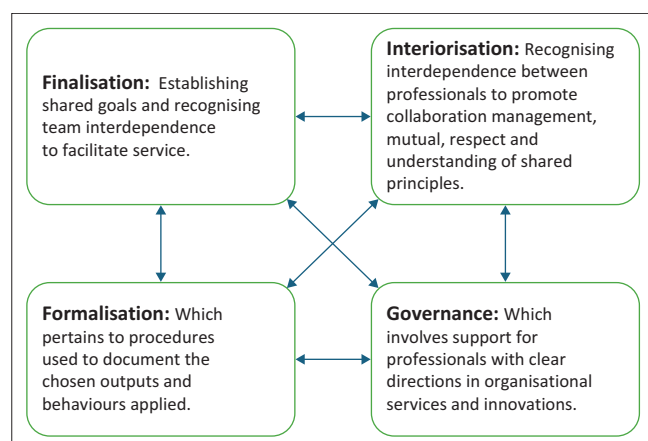 Finalisation: Establishing
shared goals and recognising
team interdependence
to facilitate service.
Interiorisation: Recognising
interdependence between
professionals to promote
collaboration management,
mutual, respect and
understanding of shared
principles.
Formalisation: Which
pertains to procedures
used to document the
chosen outputs and
behaviours applied.
Governance: Which
involves support for
professionals with clear
directions in organisational
services and innovations.